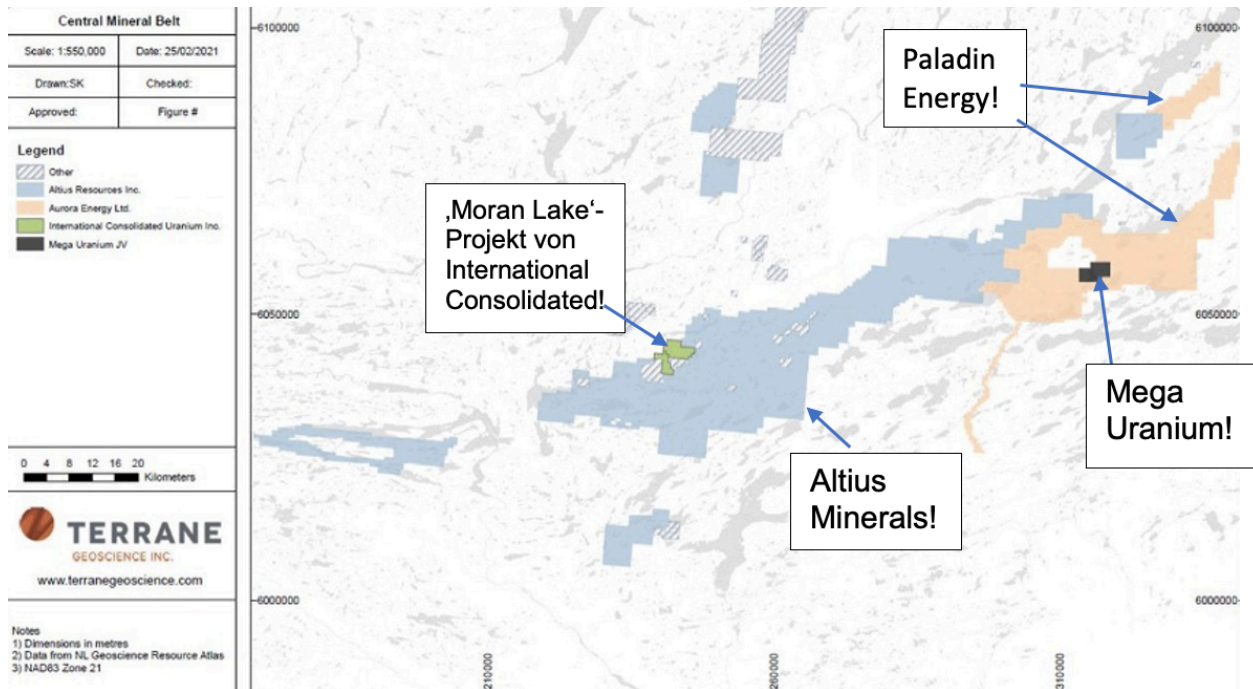 Central Mineral Belt
Scale: 1:550,000
Date: 25/02/2021
Drawn:SK
Checked:
Approved:
Figure #
Legend
Other
Altius Resources Inc.
Aurora Energy Ltd.
International Consolidated Uranium Inc.
Mega Uranium JV
0 4 8 12 16 20
Kilometers
TERRANE
GEOSCIENCE INC.
www.terranegeoscience.com
Notes
1) Dimensions in metres
2) Data from NL Geoscience Resource Atlas
3) NAD83 Zone 21
6100000
6100000
Paladin
Energy!
‚Moran Lake‘-
Projekt von
International
Consolidated!
6050000
6050000
Mega
Uranium!
Altius
Minerals!
6000000
6000000
210000
260000
310000